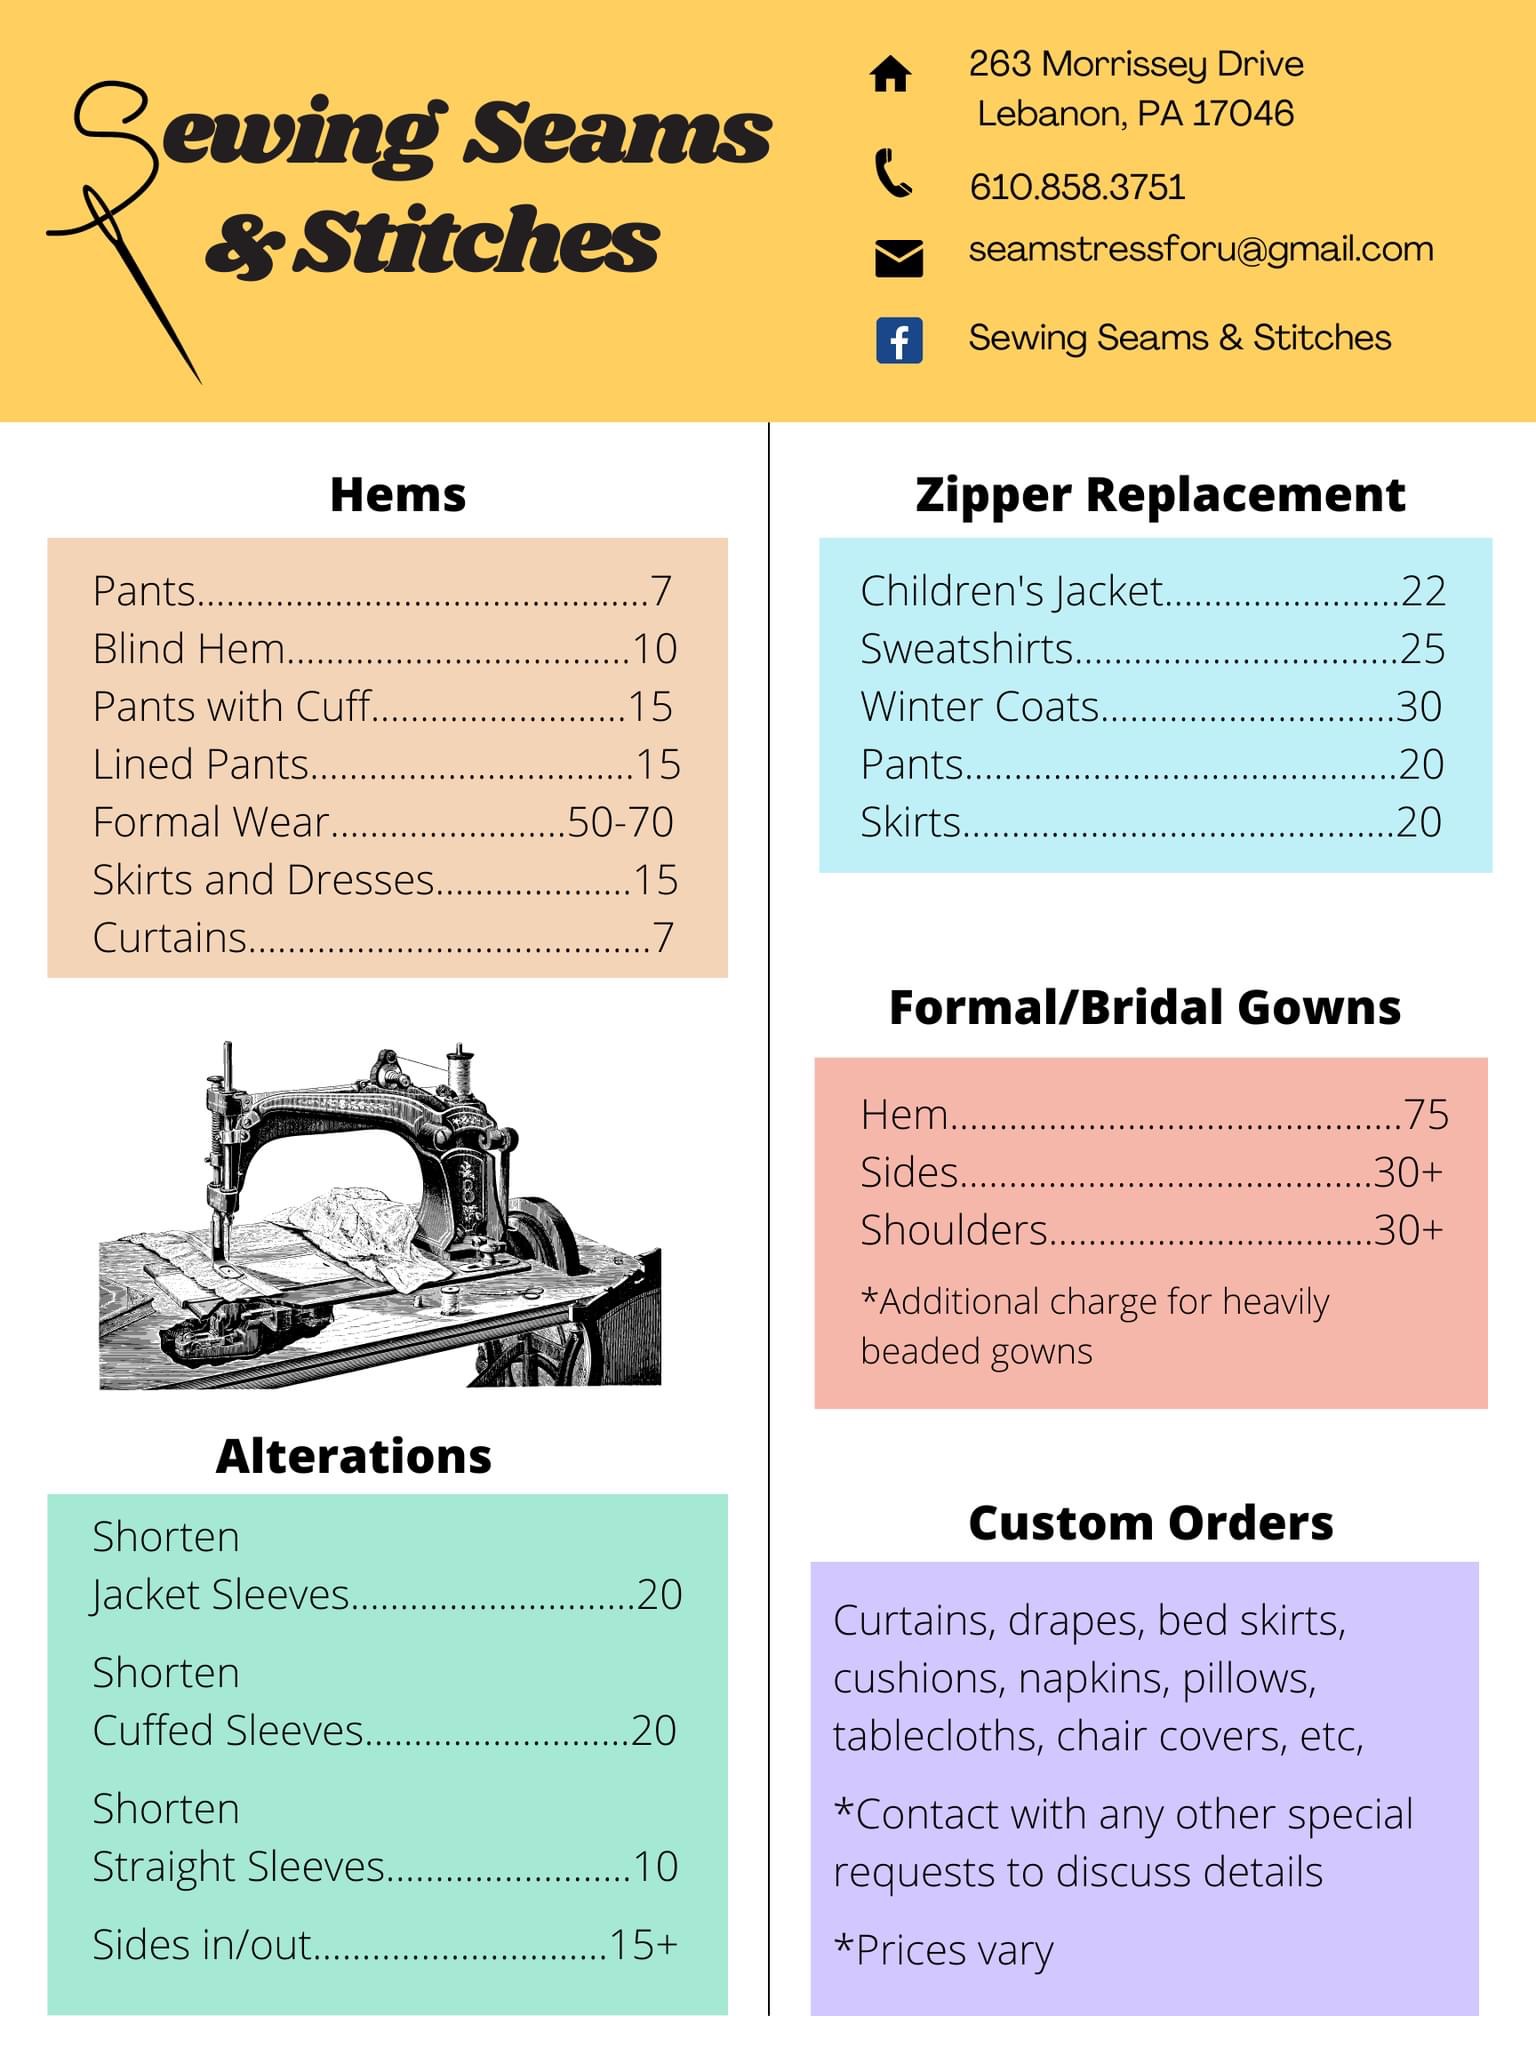 Sewing Seams
& Stitches
263 Morrissey Drive
Lebanon, PA 17046
610.858.3751
seamstressforu@gmail.com
Sewing Seams & Stitches
Hems
Pants..............................................7
Blind Hem...................................10
Pants with Cuff..........................15
Lined Pants.................................15
Formal Wear........................50-70
Skirts and Dresses....................15
Curtains.........................................7
Alterations
Shorten
Jacket Sleeves.............................20
Shorten
Cuffed Sleeves...........................20
Shorten
Straight Sleeves.........................10
Sides in/out..............................15+
Zipper Replacement
Children's Jacket........................22
Sweatshirts.................................25
Winter Coats..............................30
Pants............................................20
Skirts............................................20
Formal/Bridal Gowns
Hem..............................................75
Sides..........................................30+
Shoulders.................................30+
*Additional charge for heavily
beaded gowns
Custom Orders
Curtains, drapes, bed skirts,
cushions, napkins, pillows,
tablecloths, chair covers, etc,
*Contact with any other special
requests to discuss details
*Prices vary